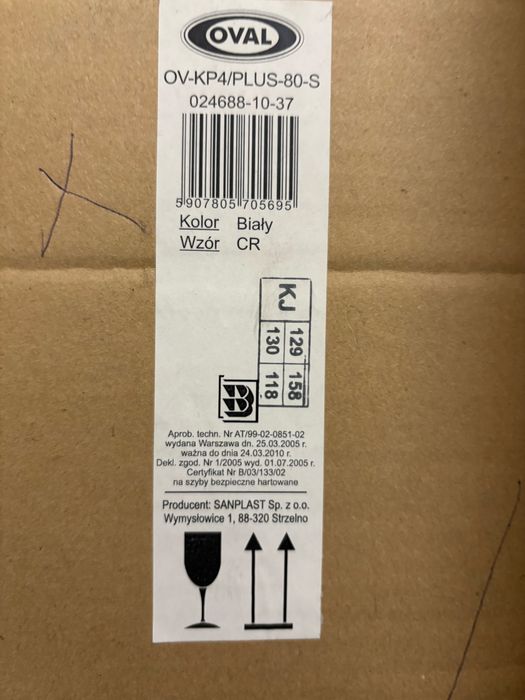 OVAL
OV-KP4/PLUS-80-S
024688-10-37
5907805705695
Kolor Biały
Wzór CR
KJ
129 158
130 118
B
Aprob. techn. Nr AT/99-02-0851-02
wydana Warszawa dn. 25.03.2005 r.
ważna do dnia 24.03.2010 r.
Dekl. zgod. Nr 1/2005 wyd. 01.07.2005 r.
Certyfikat Nr B/03/133/02
na szyby bezpieczne hartowane
Producent: SANPLAST Sp. z o.o.
Wymysłowice 1, 88-320 Strzelno